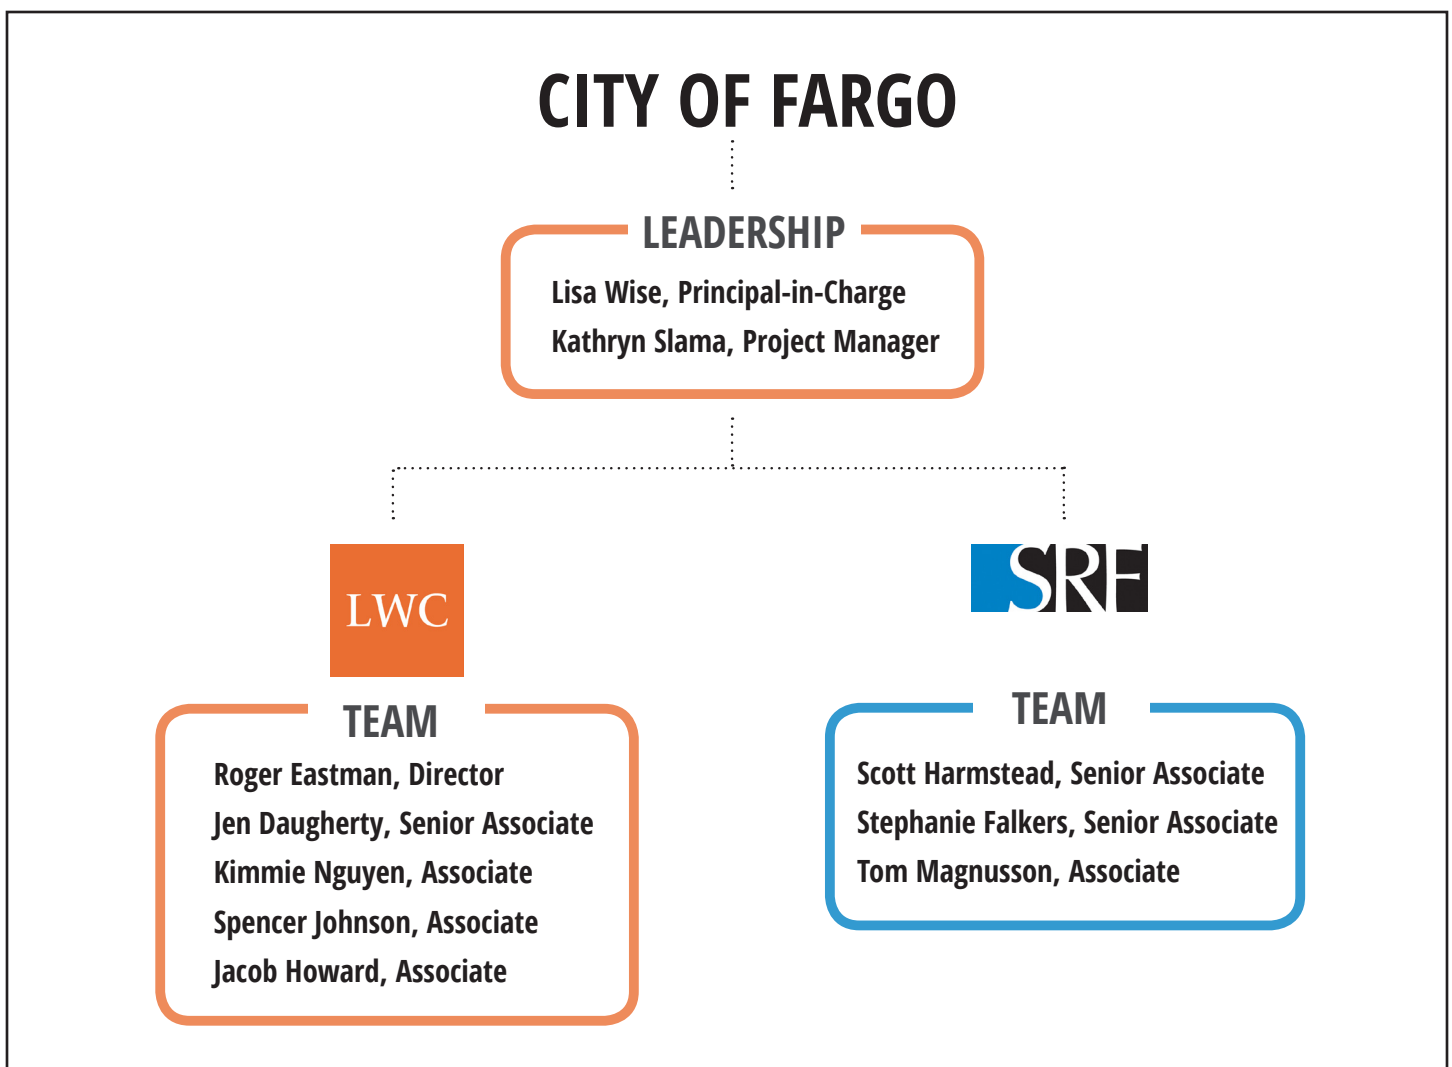 CITY OF FARGO
LEADERSHIP
Lisa Wise, Principal-in-Charge
Kathryn Slama, Project Manager
LWC
TEAM
Roger Eastman, Director
Jen Daugherty, Senior Associate
Kimmie Nguyen, Associate
Spencer Johnson, Associate
Jacob Howard, Associate
SRF
TEAM
Scott Harmstead, Senior Associate
Stephanie Falkers, Senior Associate
Tom Magnusson, Associate